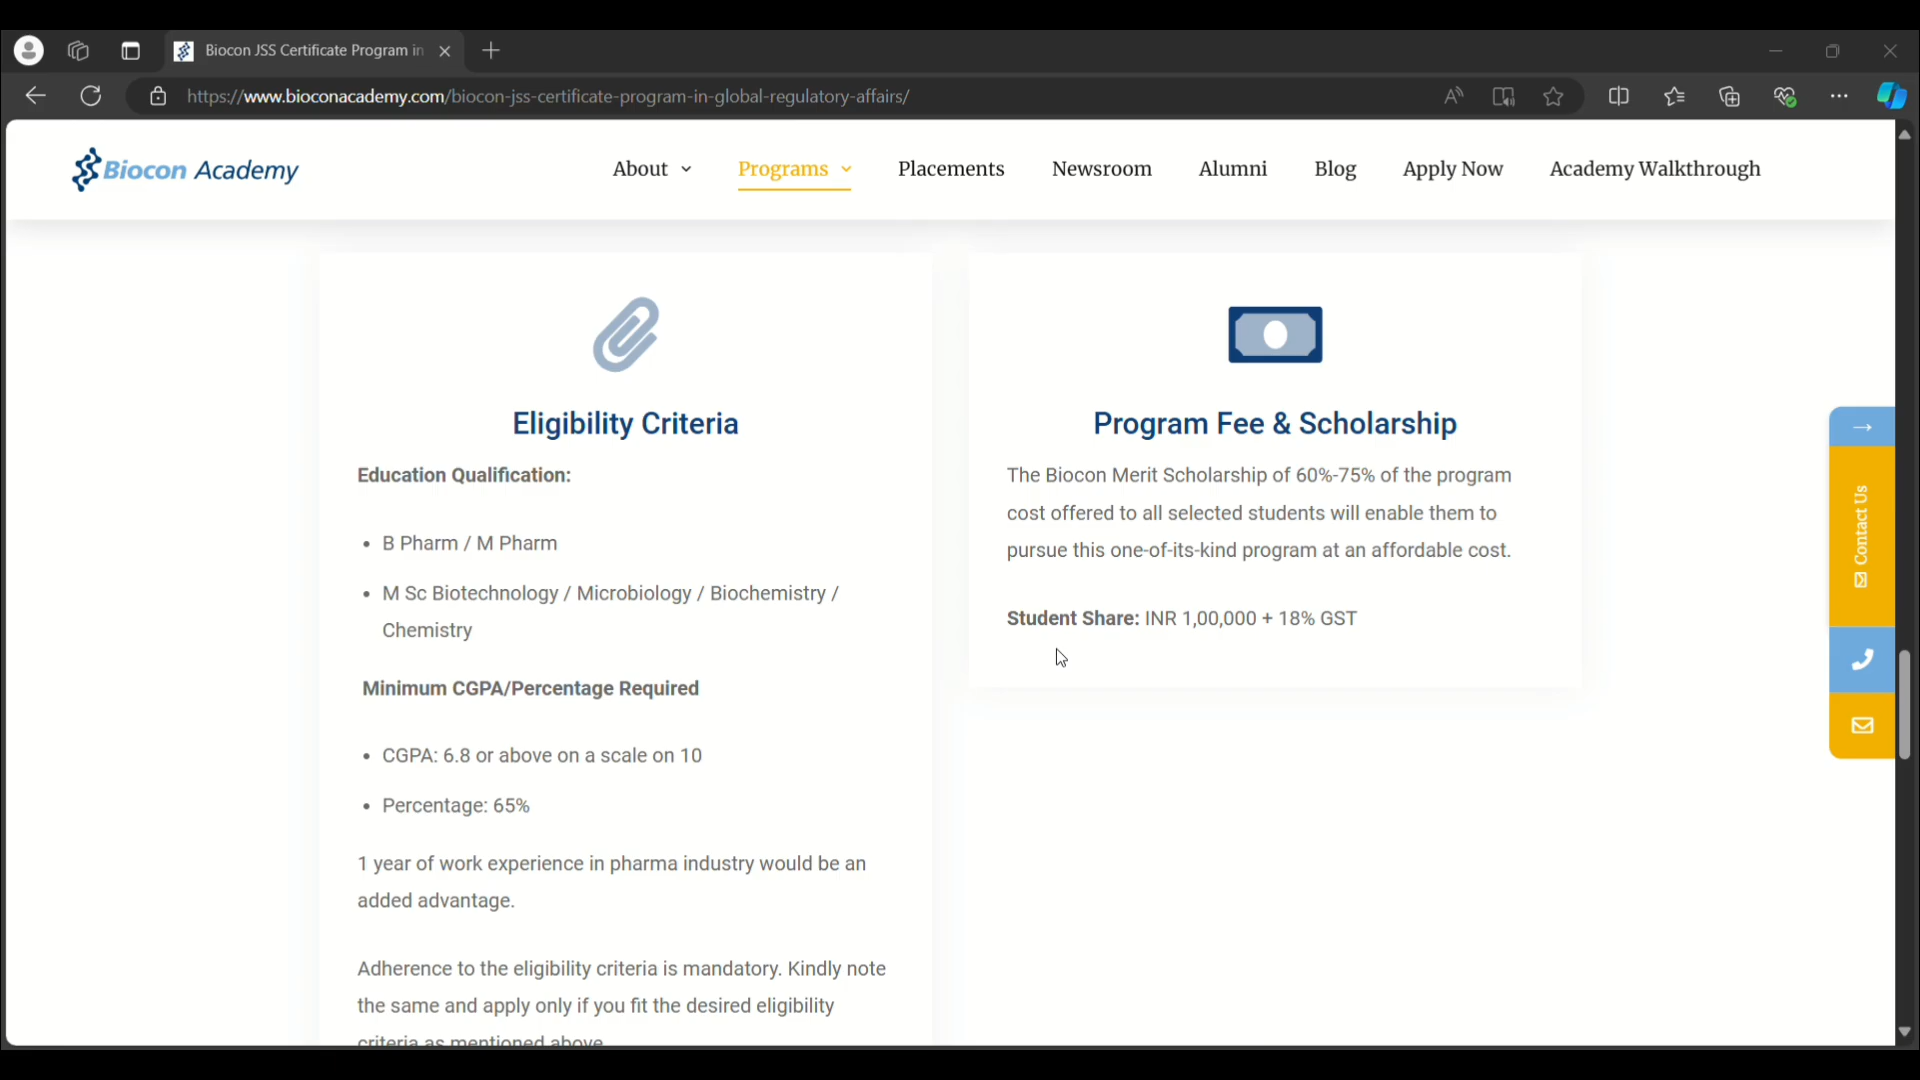 Biocon JSS Certificate Program in
https://www.bioconacademy.com/biocon-jss-certificate-program-in-global-regulatory-affairs/
Biocon Academy
About
Programs
Placements
Newsroom
Alumni
Blog
Apply Now
Academy Walkthrough
Eligibility Criteria
Education Qualification:
• B Pharm / M Pharm
• M Sc Biotechnology / Microbiology / Biochemistry /
Chemistry
Minimum CGPA/Percentage Required
• CGPA: 6.8 or above on a scale on 10
• Percentage: 65%
1 year of work experience in pharma industry would be an
added advantage.
Adherence to the eligibility criteria is mandatory. Kindly note
the same and apply only if you fit the desired eligibility
criteria as mentioned above
Program Fee & Scholarship
The Biocon Merit Scholarship of 60%-75% of the program
cost offered to all selected students will enable them to
pursue this one-of-its-kind program at an affordable cost.
Student Share: INR 1,00,000 + 18% GST
Contact Us